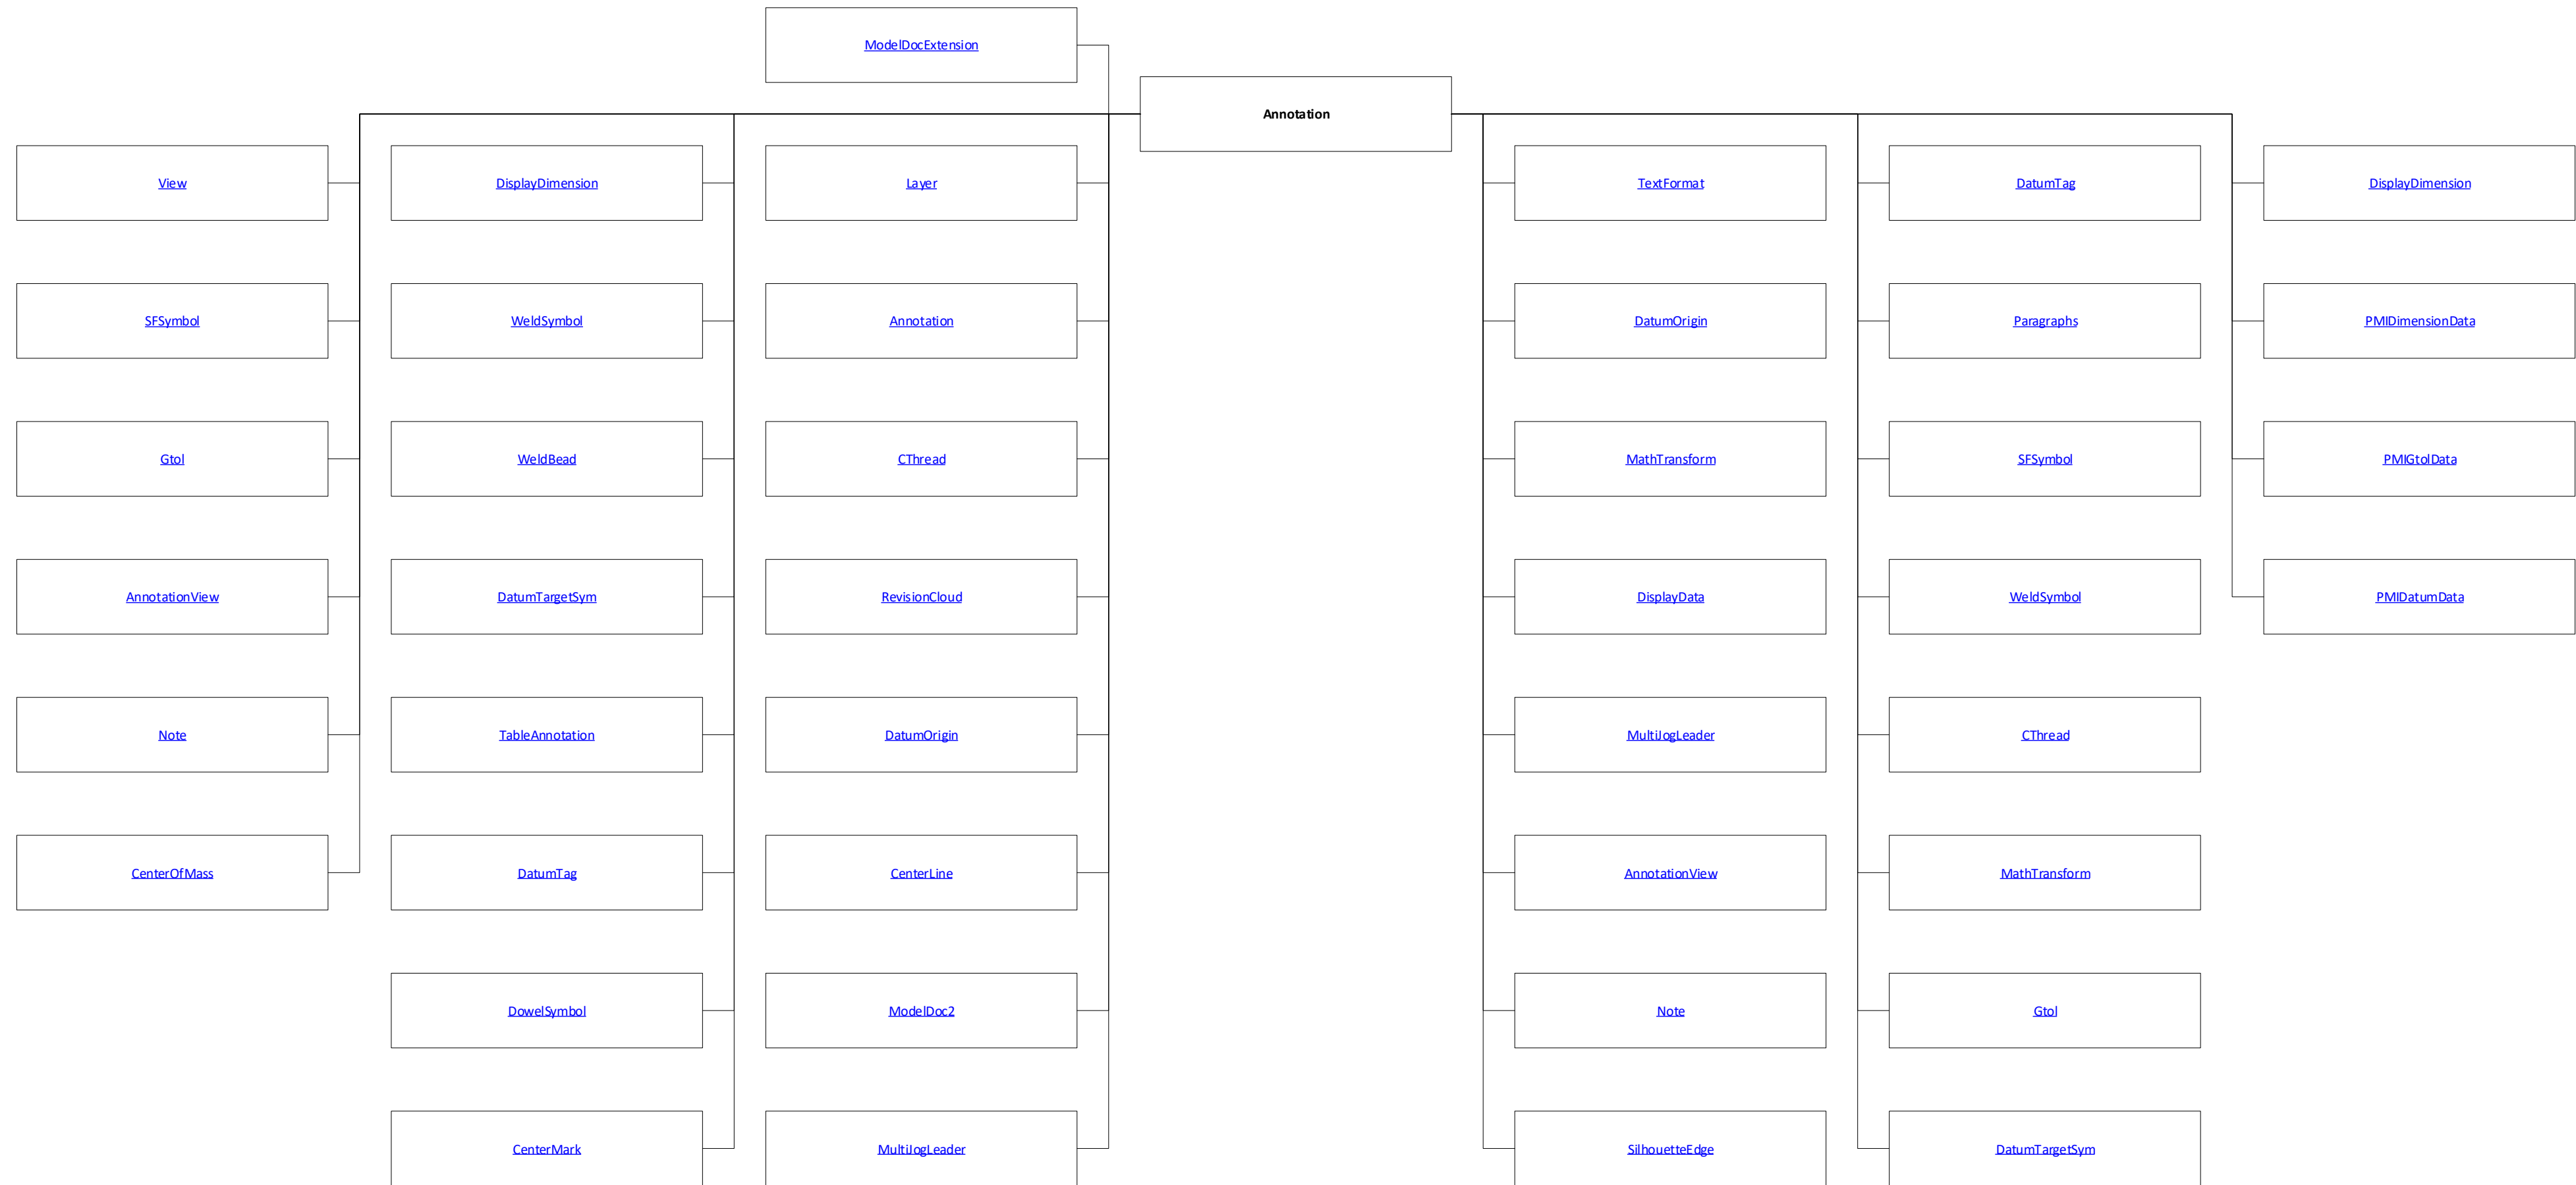 ModelDocExtension
Annotation
View
DisplayDimension
Layer
TextFormat
DatumTag
DisplayDimension
SFSymbol
WeldSymbol
Annotation
DatumOrigin
Paragraphs
PMIDimensionData
Gtol
WeldBead
CThread
MathTransform
SFSymbol
PMIGtolData
AnnotationView
DatumTargetSym
RevisionCloud
DisplayData
WeldSymbol
PMIDatumData
Note
TableAnnotation
DatumOrigin
MultiJogLeader
CThread
CenterOfMass
DatumTag
CenterLine
AnnotationView
MathTransform
DowelSymbol
ModelDoc2
Note
Gtol
CenterMark
MultiJogLeader
SilhouetteEdge
DatumTargetSym